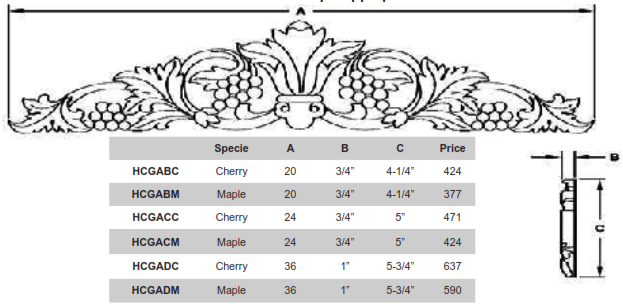 A
Specie A B C Price
HCGABC Cherry 20 3/4" 4-1/4" 424
HCGABM Maple 20 3/4" 4-1/4" 377
HCGACC Cherry 24 3/4" 5" 471
HCGACM Maple 24 3/4" 5" 424
HCGADC Cherry 36 1" 5-3/4" 637
HCGADM Maple 36 1" 5-3/4" 590
B
C